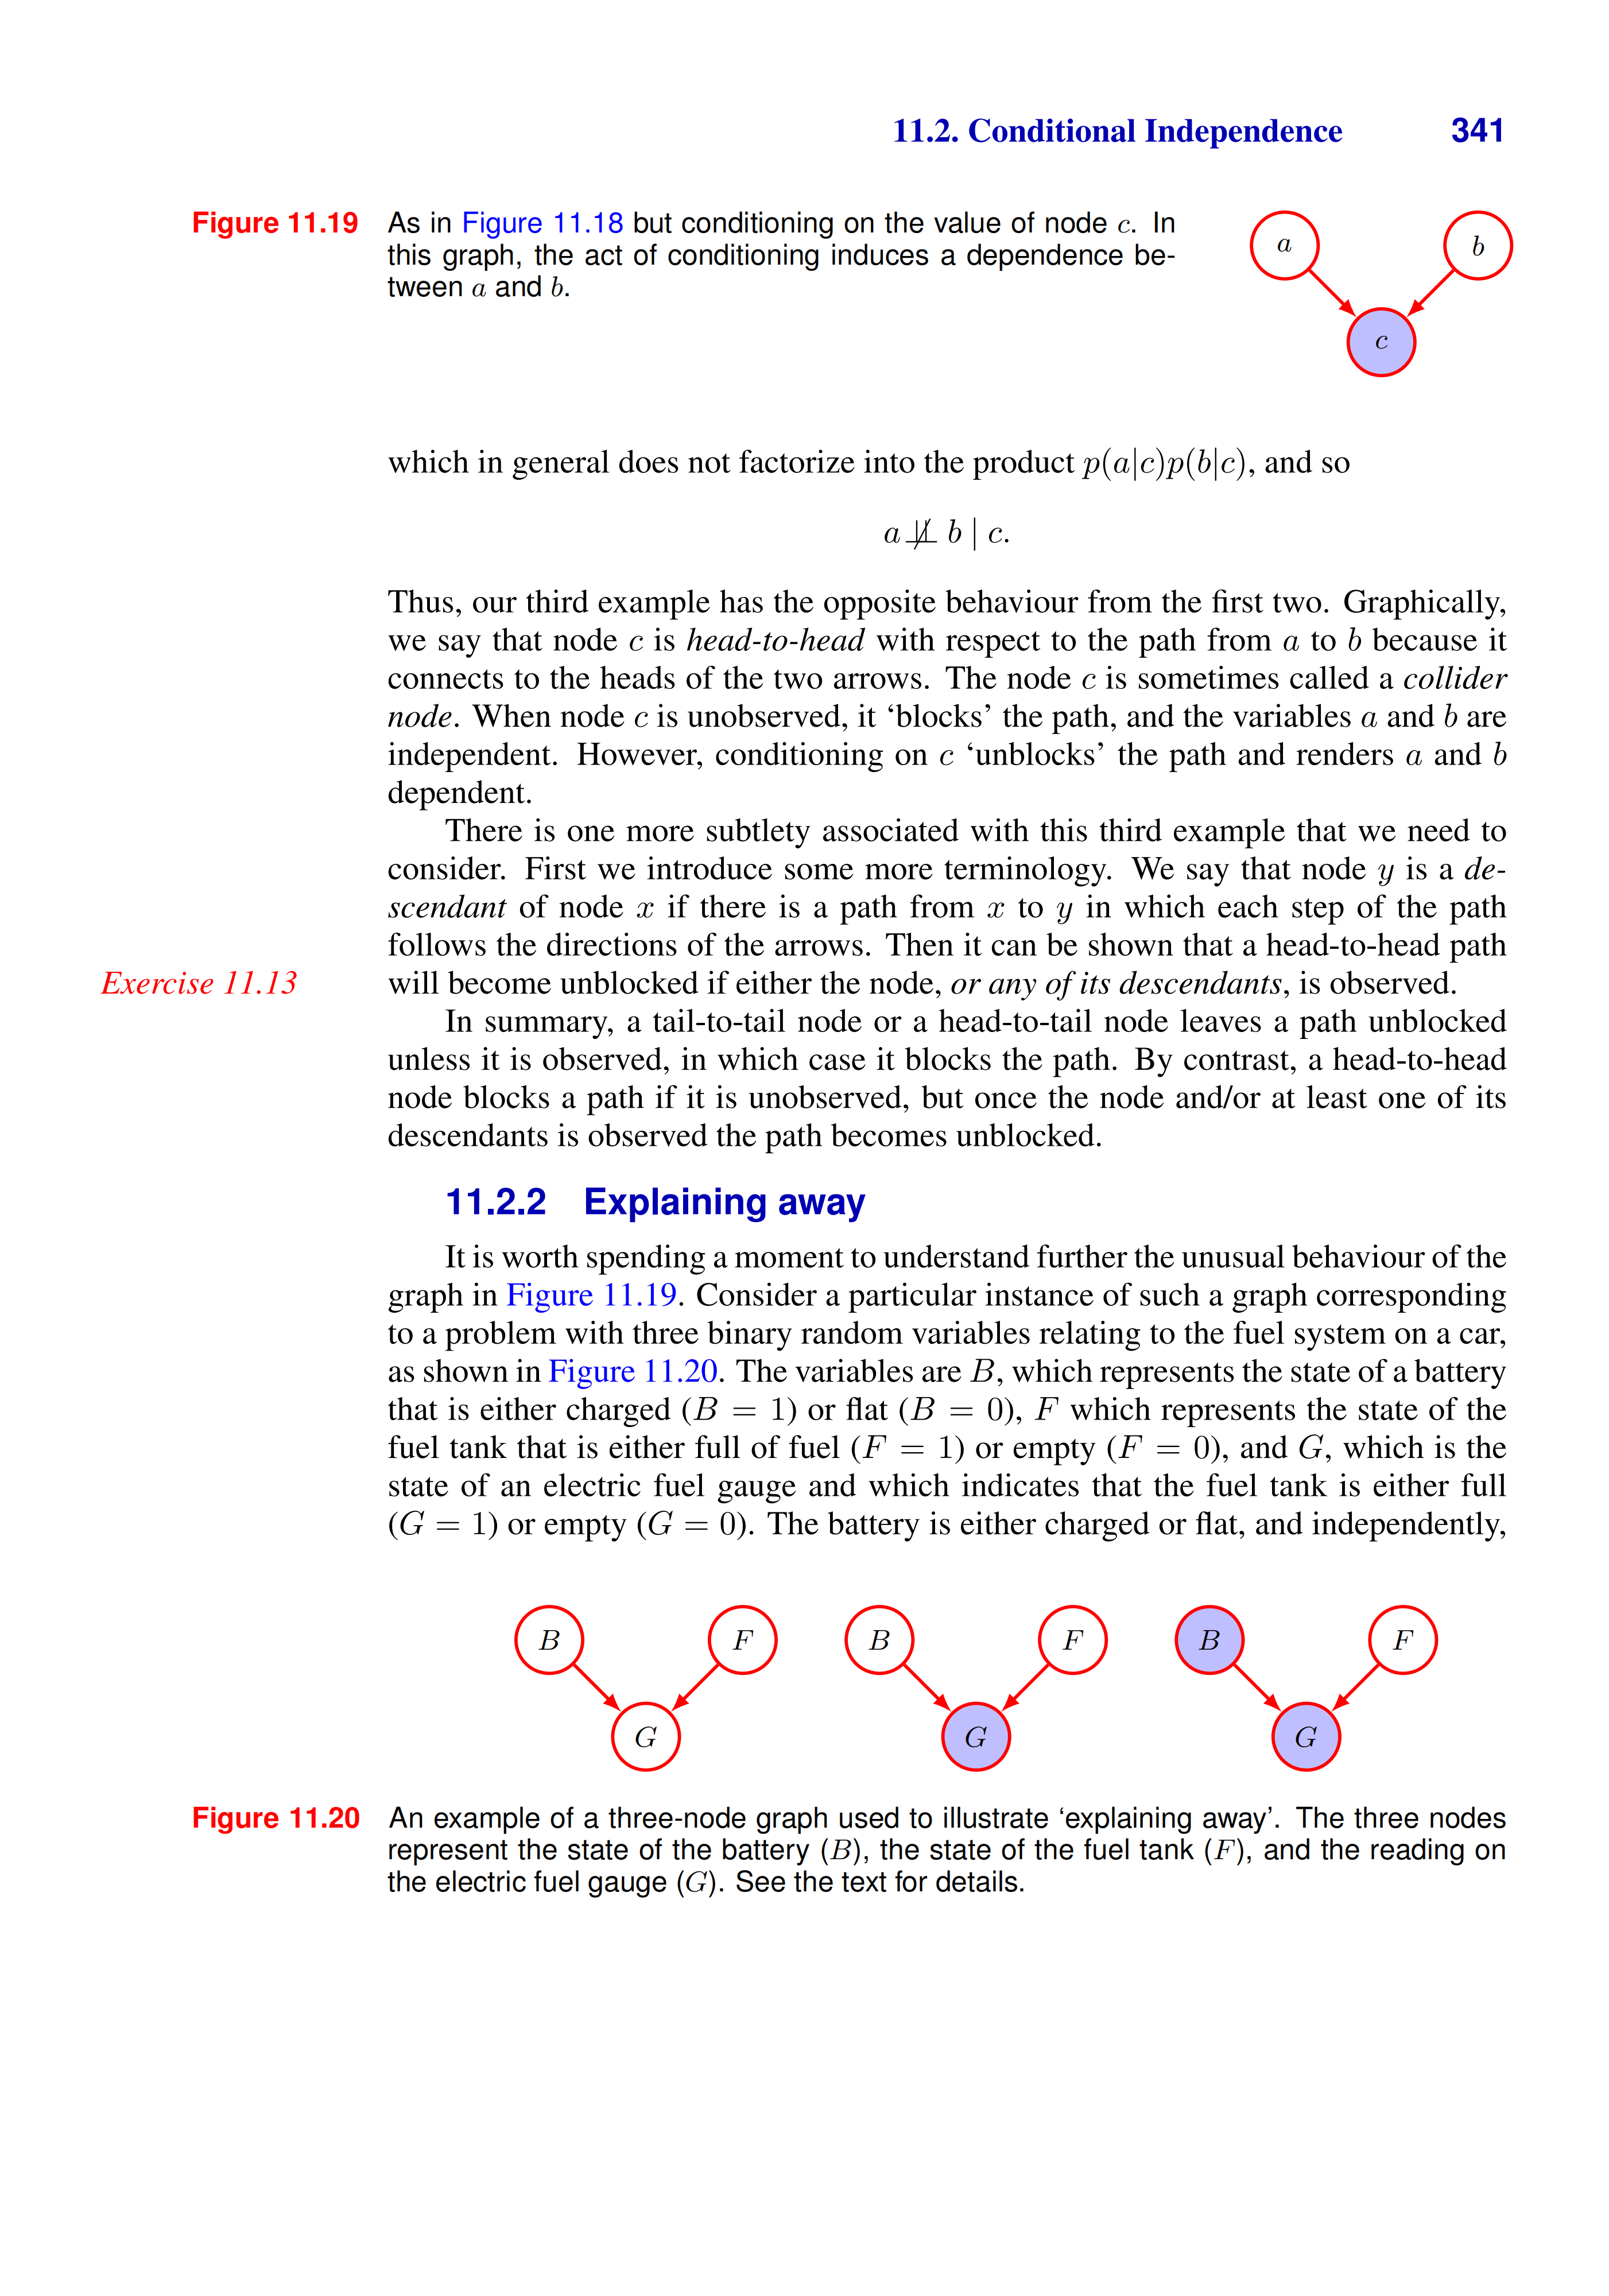 11.2. Conditional Independence 341
Figure 11.19 As in Figure 11.18 but conditioning on the value of node c. In
this graph, the act of conditioning induces a dependence be-
tween a and b.
a
b
c
which in general does not factorize into the product p(a|c)p(b|c), and so
a ⊥̸⊥ b | c.
Thus, our third example has the opposite behaviour from the first two. Graphically,
we say that node c is head-to-head with respect to the path from a to b because it
connects to the heads of the two arrows. The node c is sometimes called a collider
node. When node c is unobserved, it ‘blocks’ the path, and the variables a and b are
independent. However, conditioning on c ‘unblocks’ the path and renders a and b
dependent.
There is one more subtlety associated with this third example that we need to
consider. First we introduce some more terminology. We say that node y is a de-
scendant of node x if there is a path from x to y in which each step of the path
follows the directions of the arrows. Then it can be shown that a head-to-head path
Exercise 11.13 will become unblocked if either the node, or any of its descendants, is observed.
In summary, a tail-to-tail node or a head-to-tail node leaves a path unblocked
unless it is observed, in which case it blocks the path. By contrast, a head-to-head
node blocks a path if it is unobserved, but once the node and/or at least one of its
descendants is observed the path becomes unblocked.
11.2.2 Explaining away
It is worth spending a moment to understand further the unusual behaviour of the
graph in Figure 11.19. Consider a particular instance of such a graph corresponding
to a problem with three binary random variables relating to the fuel system on a car,
as shown in Figure 11.20. The variables are B, which represents the state of a battery
that is either charged (B = 1) or flat (B = 0), F which represents the state of the
fuel tank that is either full of fuel (F = 1) or empty (F = 0), and G, which is the
state of an electric fuel gauge and which indicates that the fuel tank is either full
(G = 1) or empty (G = 0). The battery is either charged or flat, and independently,
B F B F B F
G G G
Figure 11.20 An example of a three-node graph used to illustrate ‘explaining away’. The three nodes
represent the state of the battery (B), the state of the fuel tank (F), and the reading on
the electric fuel gauge (G). See the text for details.